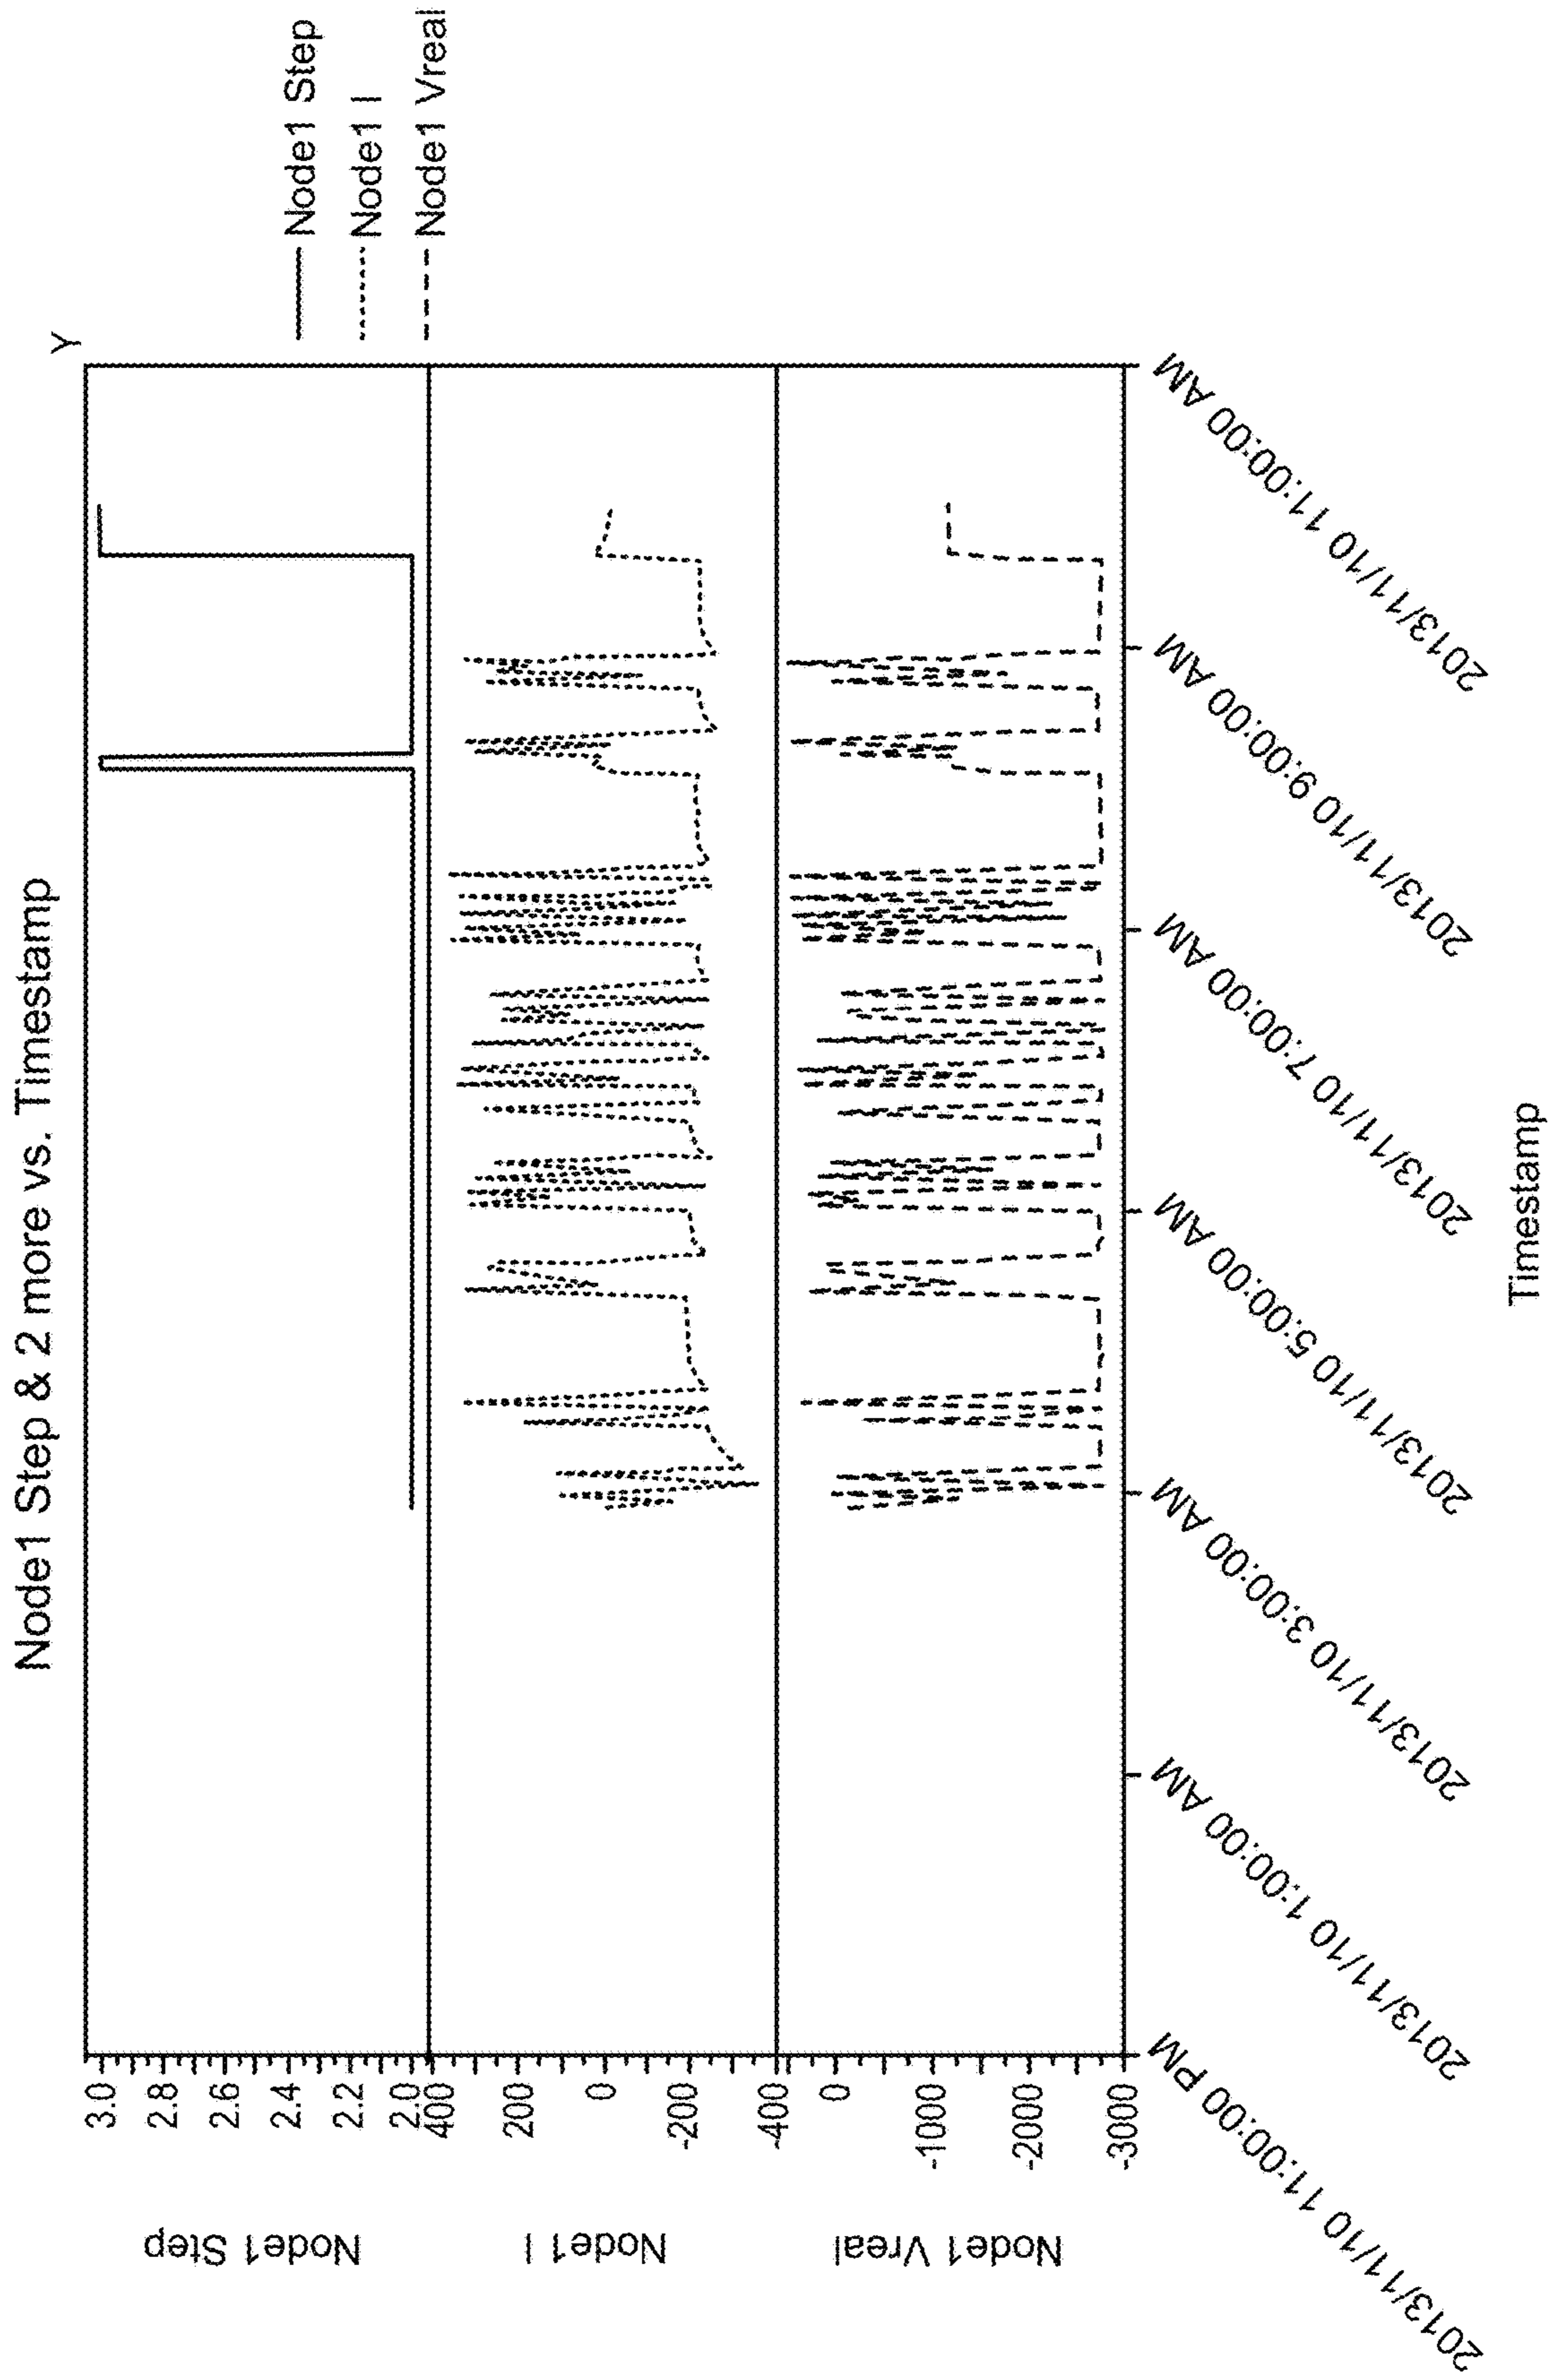 Node1 Step & 2 more vs. Timestamp
Y
Node1 Step
Node1 I
Node1 Vreal
Node1 Step
3.0
2.8
2.6
2.4
2.2
2.0
Node1 I
400
200
0
-200
-400
Node1 Vreal
0
-1000
-2000
-3000
2013/11/10 11:00:00 PM
2013/11/10 1:00:00 AM
2013/11/10 3:00:00 AM
2013/11/10 5:00:00 AM
2013/11/10 7:00:00 AM
2013/11/10 9:00:00 AM
2013/11/10 11:00:00 AM
Timestamp